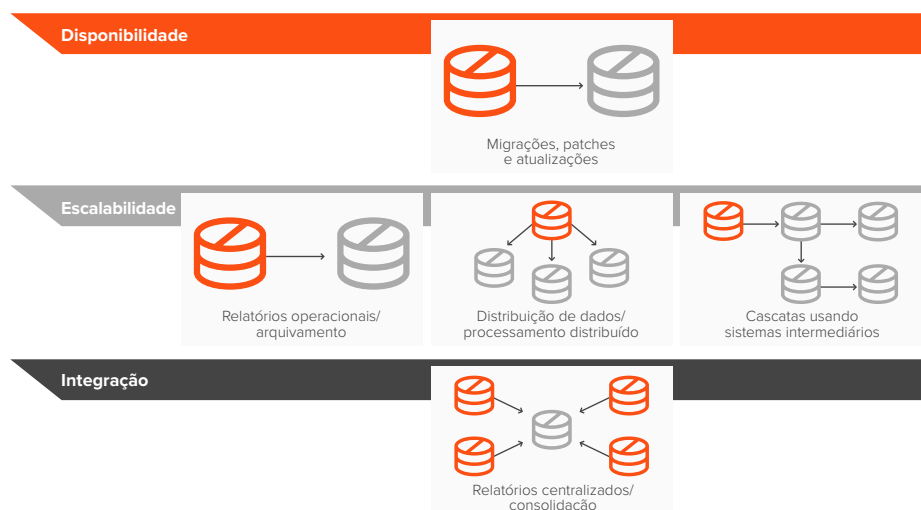 Disponibilidade
Migrações, patches
e atualizações
Escalabilidade
Relatórios operacionais/
arquivamento
Distribuição de dados/
processamento distribuído
Cascatas usando
sistemas intermediários
Integração
Relatórios centralizados/
consolidação